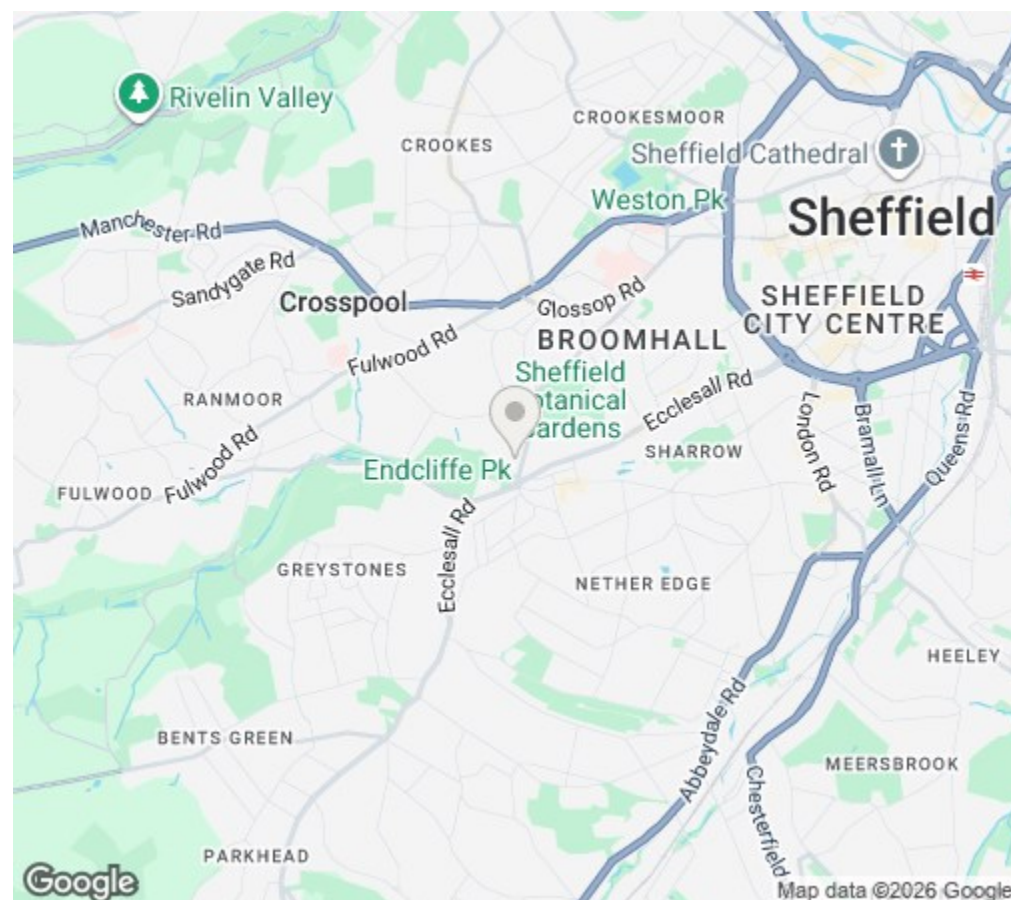 Rivelin Valley
CROOKESMOOR
CROOKES
Sheffield Cathedral
Weston Pk
Sheffield
Manchester Rd
Sandygate Rd
Crosspool
Glossop Rd
SHEFFIELD
CITY CENTRE
BROOMHALL
Fulwood Rd
Sheffield
Botanical
Gardens
Ecclesall Rd
RANMOOR
London Rd
Bramall Ln
Queens Rd
SHARROW
Fulwood Rd
Endcliffe Pk
FULWOOD
Ecclesall Rd
GREYSTONES
NETHER EDGE
HEELEY
Abbeydale Rd
BENTS GREEN
MEERSBROOK
Chesterfield
PARKHEAD
Google
Map data ©2026 Google